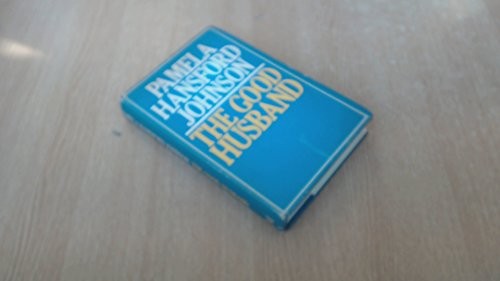 PAMELA
HANSFORD
JOHNSON
THE GOOD
HUSBAND